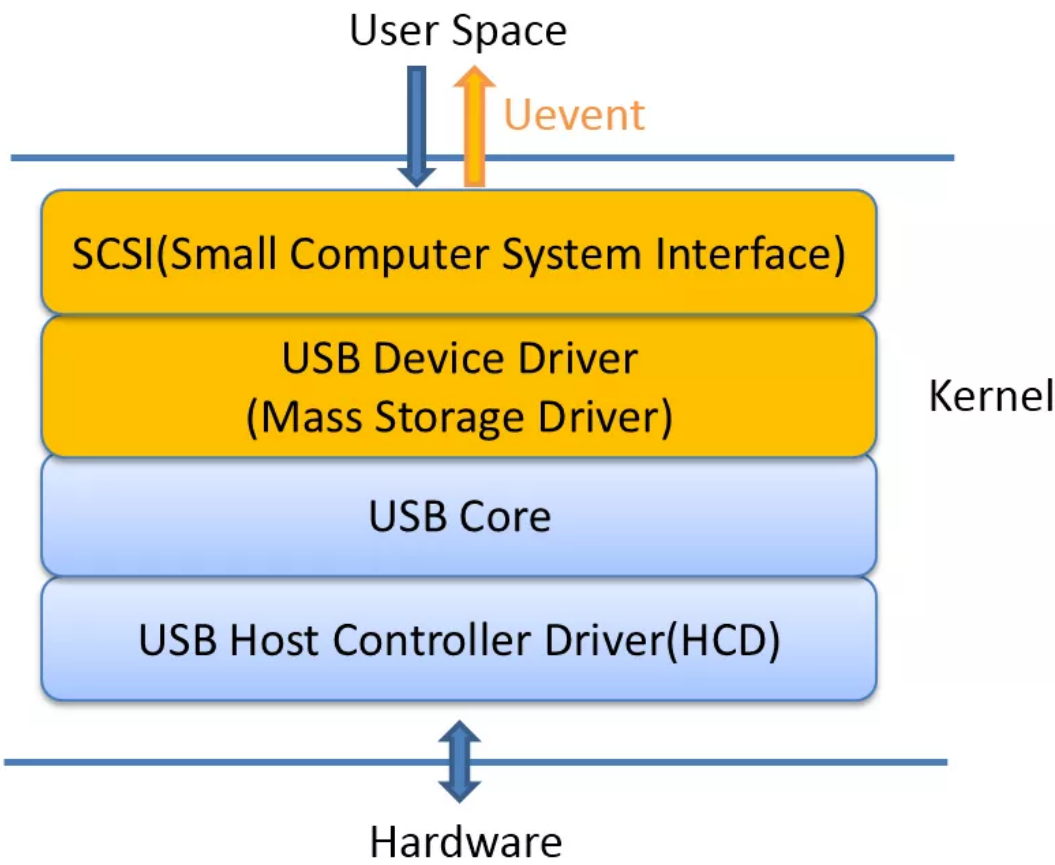 User Space
Uevent
SCSI(Small Computer System Interface)
USB Device Driver
(Mass Storage Driver)
Kernel
USB Core
USB Host Controller Driver(HCD)
Hardware